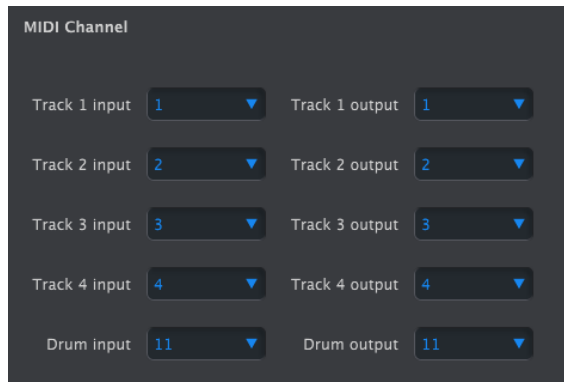 MIDI Channel
Track 1 input 1 Track 1 output 1
Track 2 input 2 Track 2 output 2
Track 3 input 3 Track 3 output 3
Track 4 input 4 Track 4 output 4
Drum input 11 Drum output 11